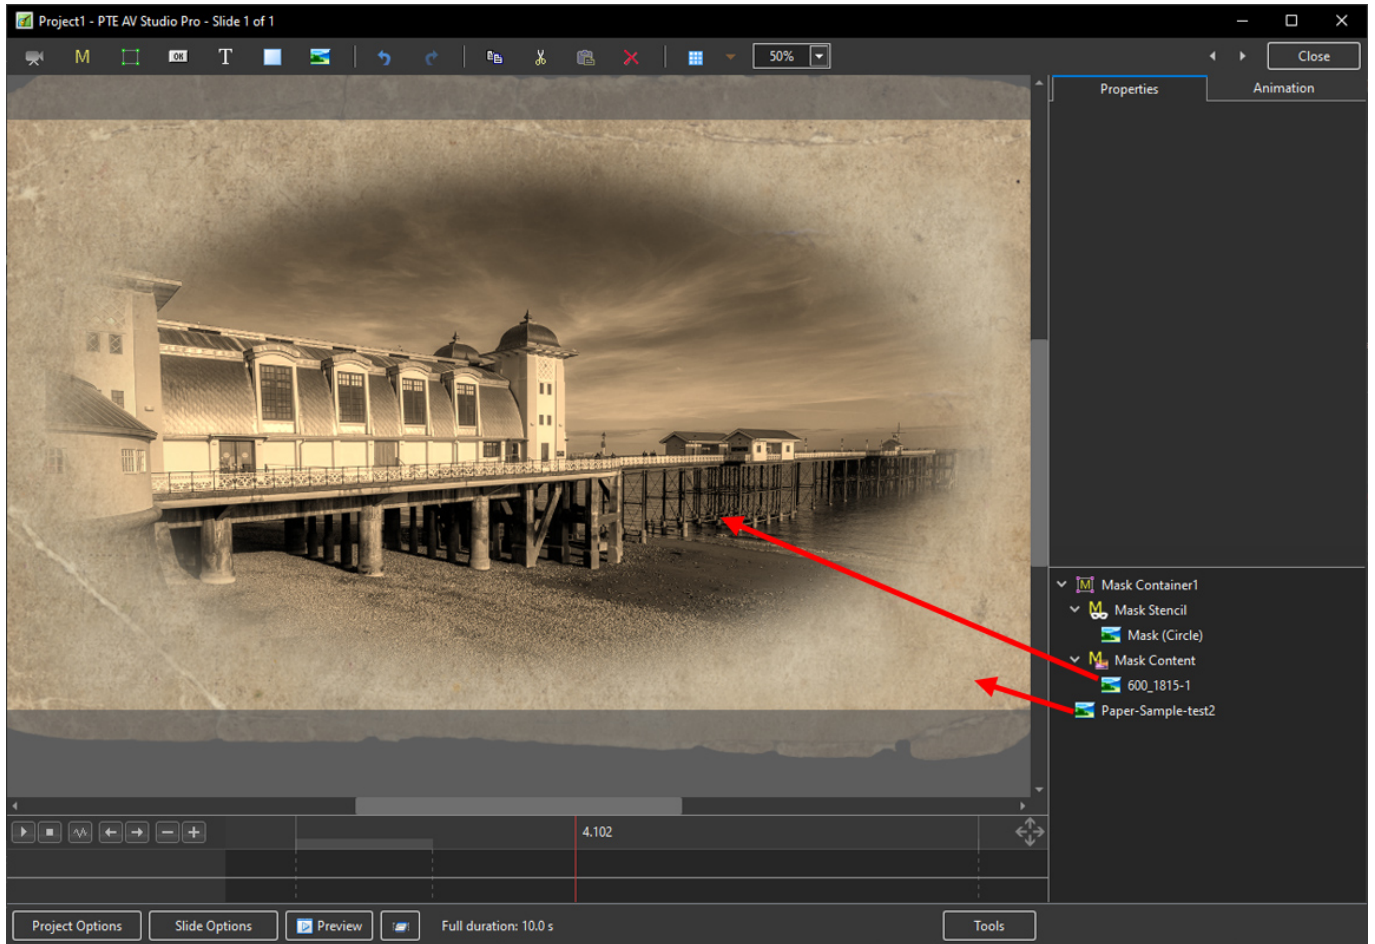 Project1 - PTE AV Studio Pro - Slide 1 of 1
M
OK
T
50%
Close
Properties
Animation
Mask Container1
Mask Stencil
Mask (Circle)
Mask Content
600_1815-1
Paper-Sample-test2
4.102
Project Options
Slide Options
Preview
Full duration: 10.0 s
Tools